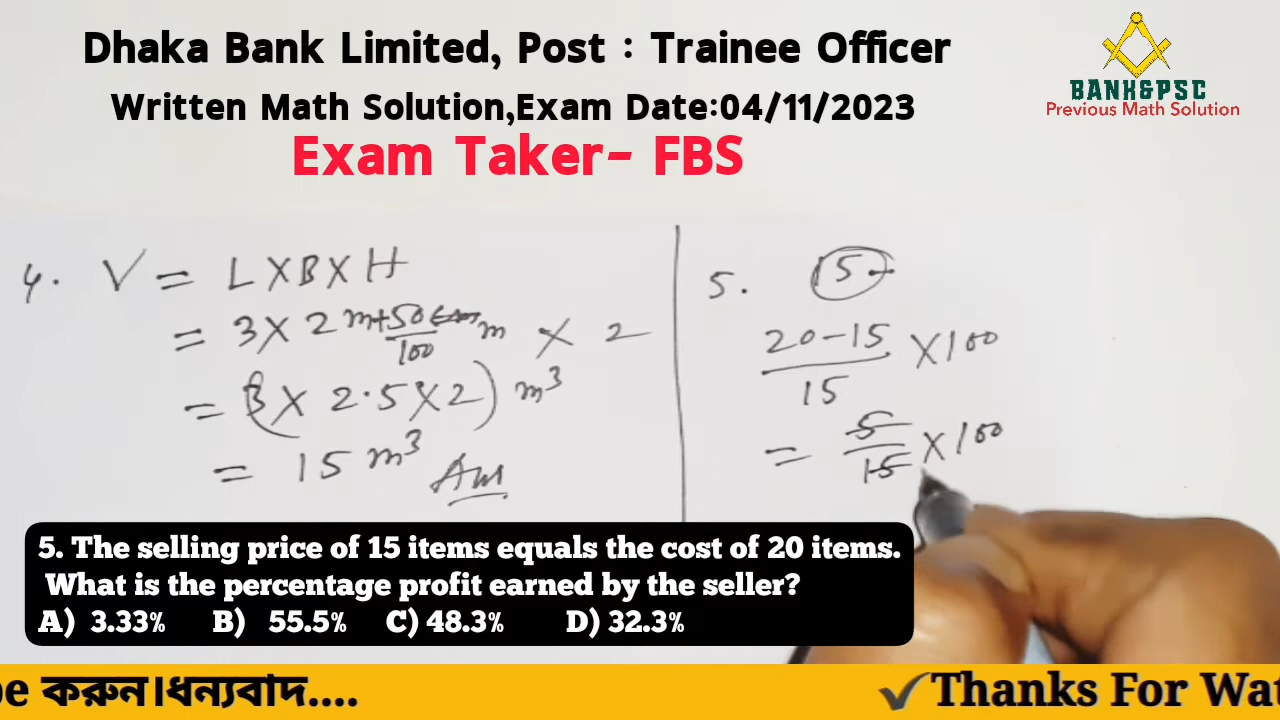 Dhaka Bank Limited, Post : Trainee Officer
Written Math Solution,Exam Date:04/11/2023
Exam Taker- FBS
BANK&PSC
Previous Math Solution
4. V = L X B X H
= 3 X 2 m+50/100 m X 2
= (3 X 2.5 X 2) m³
= 15 m³ Ans
5. 15
20-15/15 X 100
= 5/15 X 100
5. The selling price of 15 items equals the cost of 20 items.
What is the percentage profit earned by the seller?
A) 3.33% B) 55.5% C) 48.3% D) 32.3%
করুন।ধন্যবাদ.... ✔Thanks For